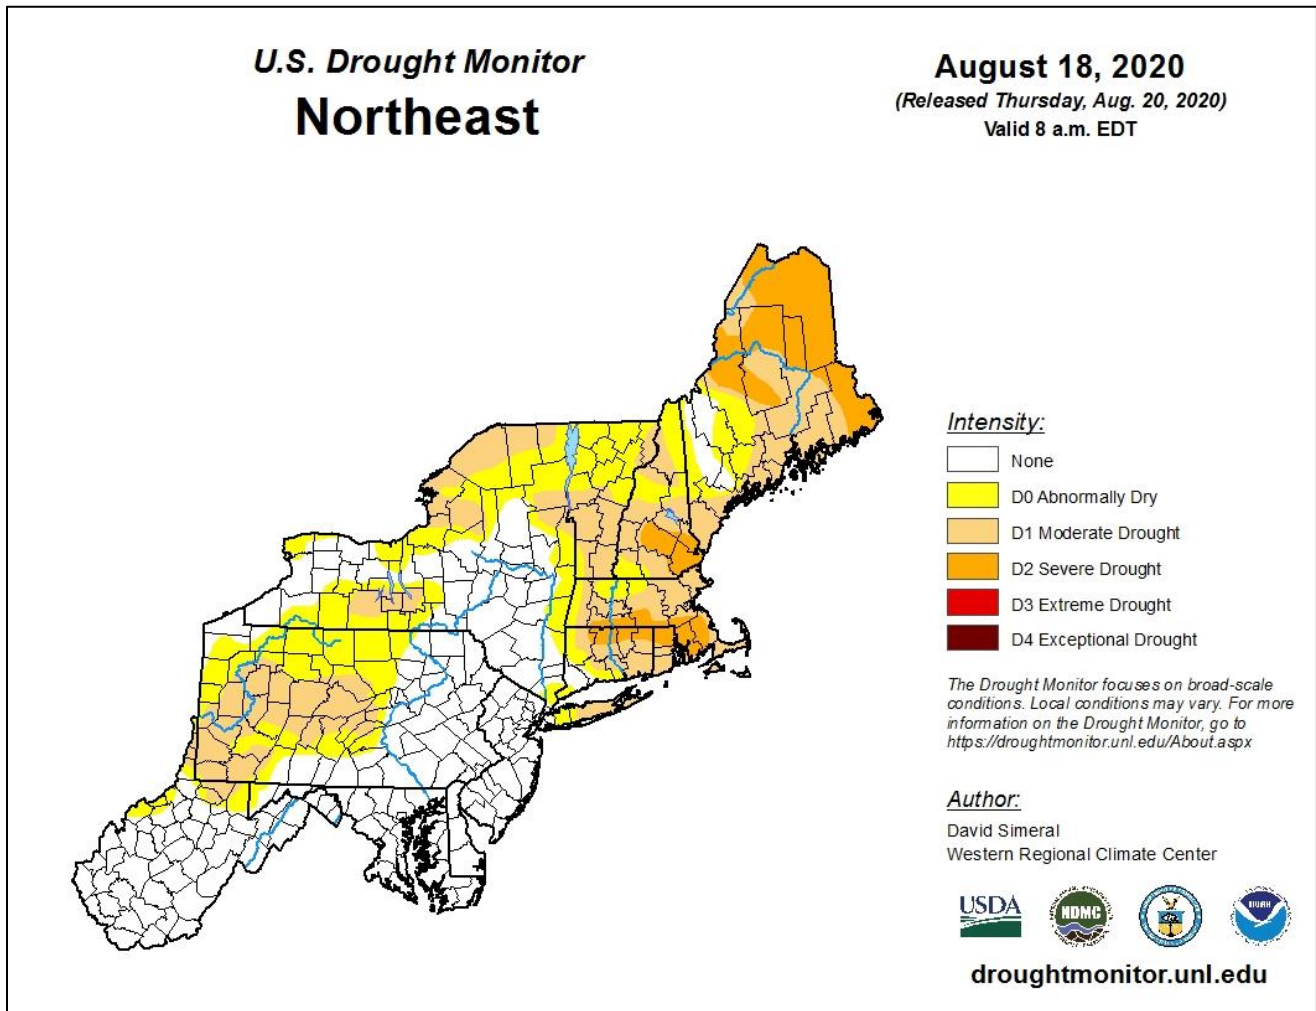 U.S. Drought Monitor
Northeast
August 18, 2020
(Released Thursday, Aug. 20, 2020)
Valid 8 a.m. EDT
Intensity:
None
D0 Abnormally Dry
D1 Moderate Drought
D2 Severe Drought
D3 Extreme Drought
D4 Exceptional Drought
The Drought Monitor focuses on broad-scale
conditions. Local conditions may vary. For more
information on the Drought Monitor, go to
https://droughtmonitor.unl.edu/About.aspx
Author:
David Simeral
Western Regional Climate Center
USDA
NDMC
NOAA
droughtmonitor.unl.edu